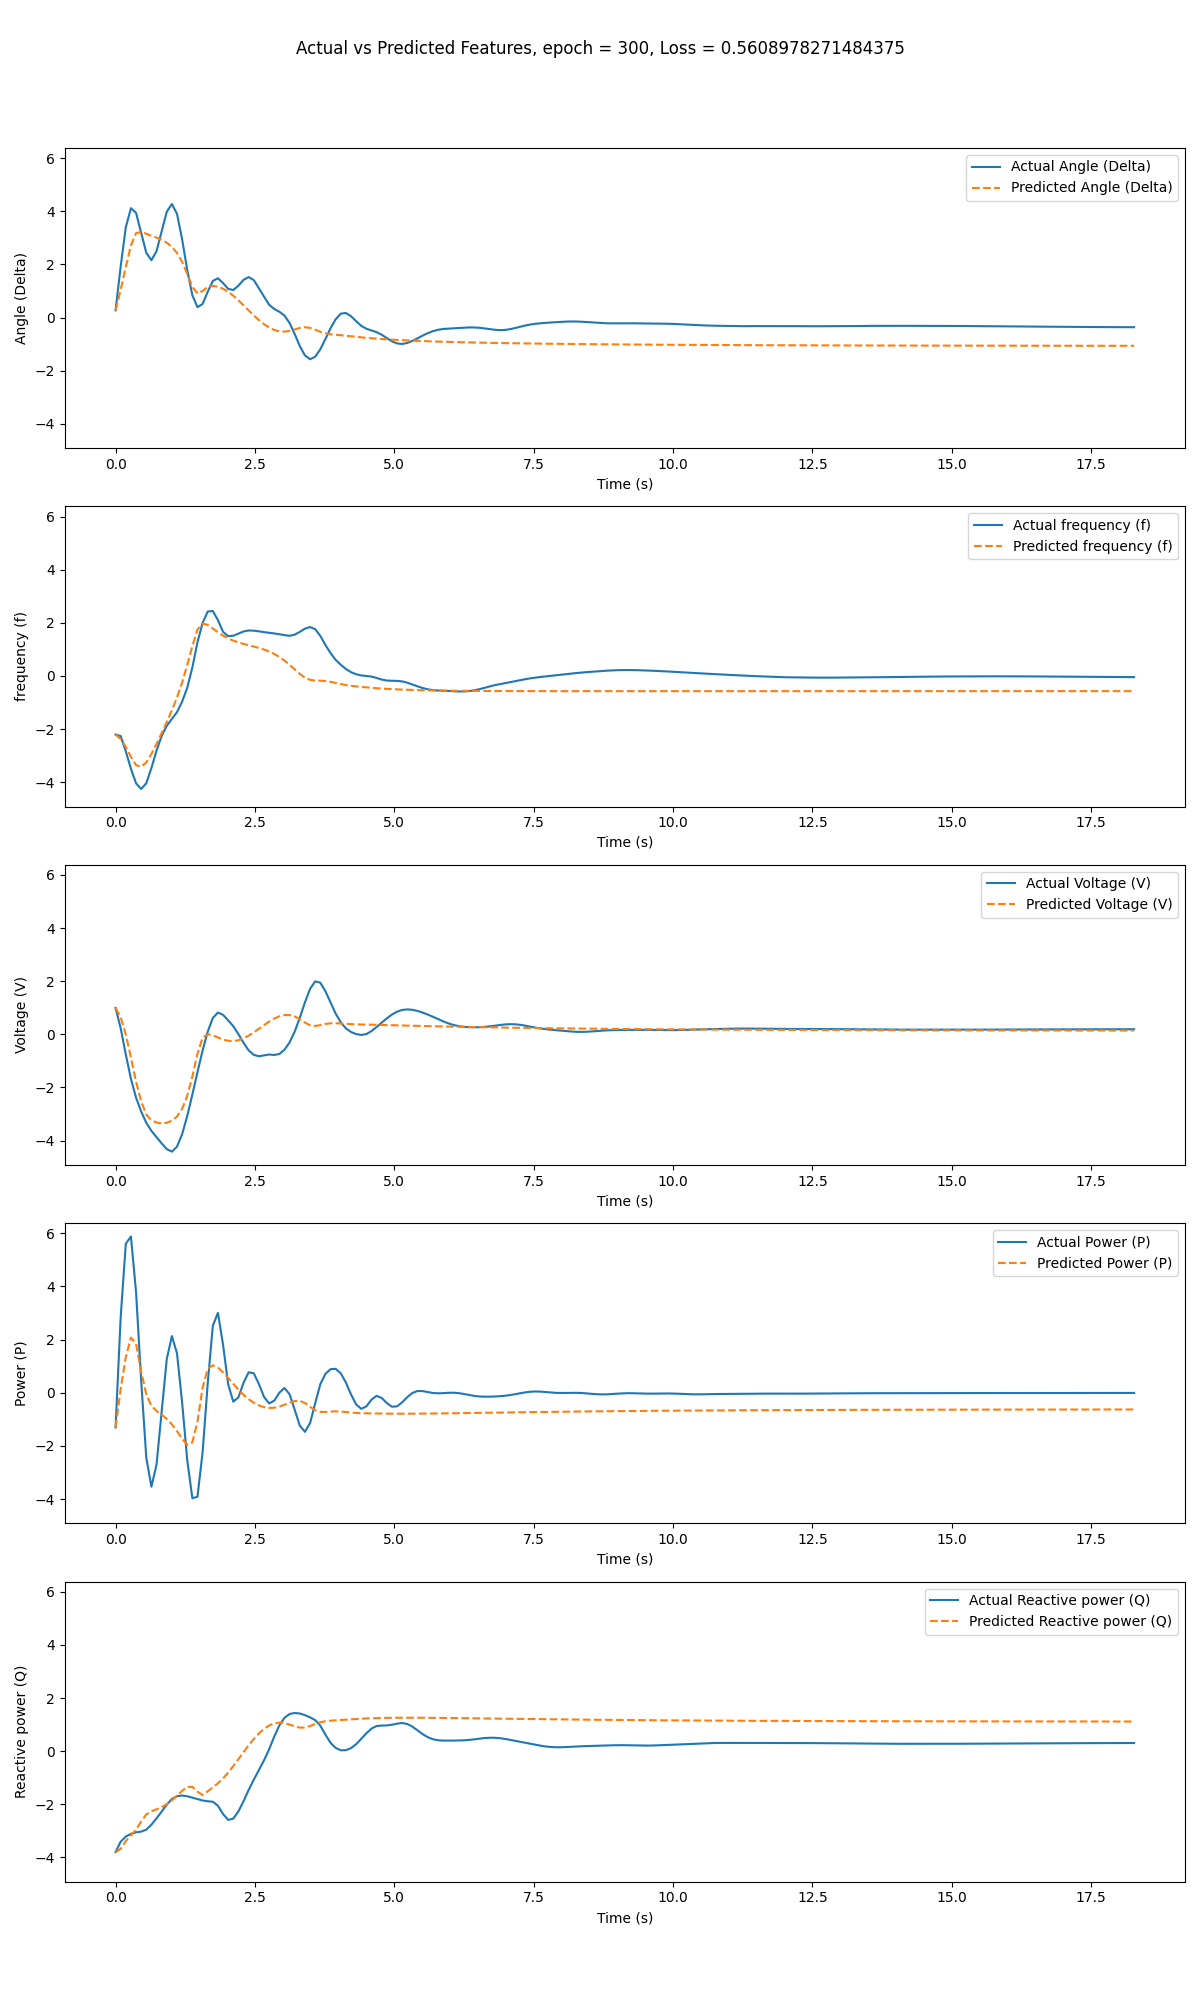 Actual vs Predicted Features, epoch = 300, Loss = 0.5608978271484375
Actual Angle (Delta)
Predicted Angle (Delta)
Angle (Delta)
6
4
2
0
−2
−4
0.0 2.5 5.0 7.5 10.0 12.5 15.0 17.5
Time (s)
Actual frequency (f)
Predicted frequency (f)
frequency (f)
6
4
2
0
−2
−4
0.0 2.5 5.0 7.5 10.0 12.5 15.0 17.5
Time (s)
Actual Voltage (V)
Predicted Voltage (V)
Voltage (V)
6
4
2
0
−2
−4
0.0 2.5 5.0 7.5 10.0 12.5 15.0 17.5
Time (s)
Actual Power (P)
Predicted Power (P)
Power (P)
6
4
2
0
−2
−4
0.0 2.5 5.0 7.5 10.0 12.5 15.0 17.5
Time (s)
Actual Reactive power (Q)
Predicted Reactive power (Q)
Reactive power (Q)
6
4
2
0
−2
−4
0.0 2.5 5.0 7.5 10.0 12.5 15.0 17.5
Time (s)